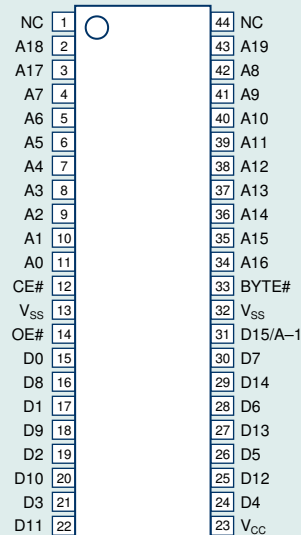 NC 1 44 NC
A18 2 43 A19
A17 3 42 A8
A7 4 41 A9
A6 5 40 A10
A5 6 39 A11
A4 7 38 A12
A3 8 37 A13
A2 9 36 A14
A1 10 35 A15
A0 11 34 A16
CE# 12 33 BYTE#
VSS 13 32 VSS
OE# 14 31 D15/A–1
D0 15 30 D7
D8 16 29 D14
D1 17 28 D6
D9 18 27 D13
D2 19 26 D5
D10 20 25 D12
D3 21 24 D4
D11 22 23 VCC